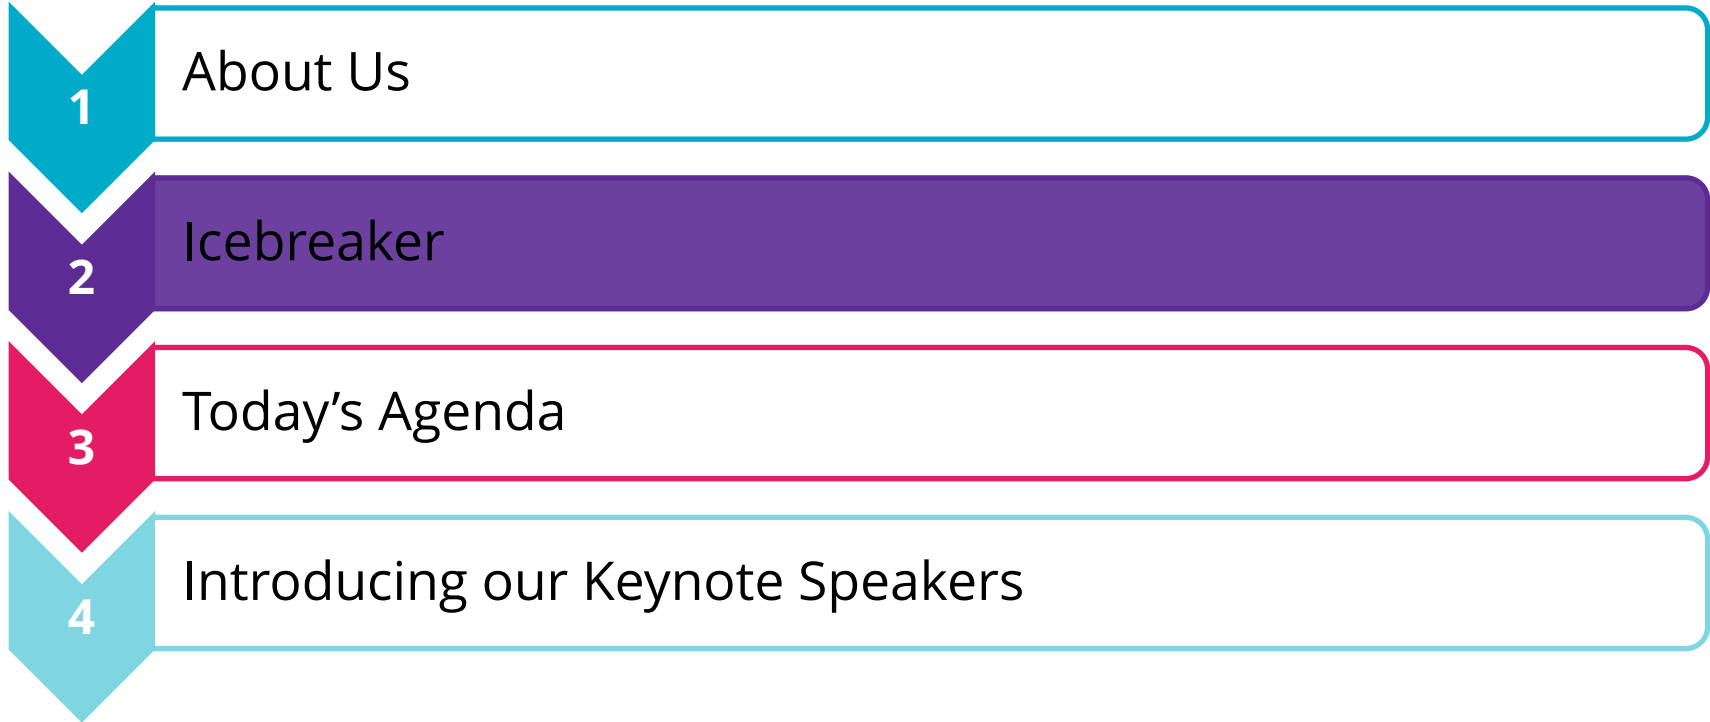 1
About Us
2
Icebreaker
3
Today’s Agenda
4
Introducing our Keynote Speakers